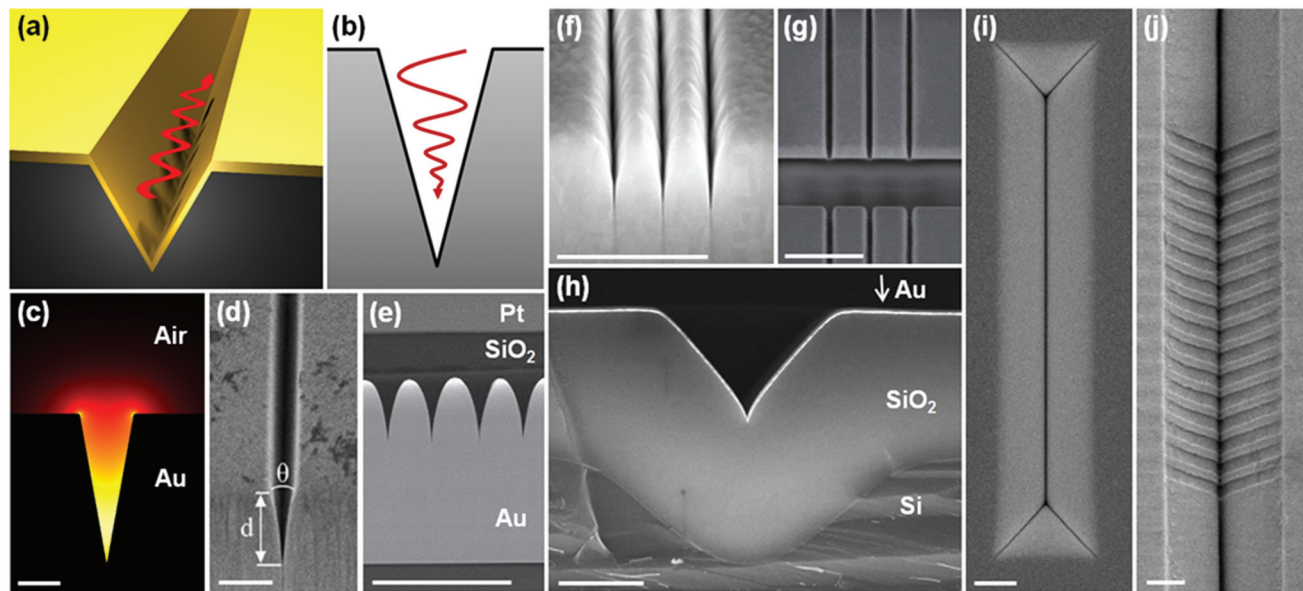 (a)
(b)
(c)
Air
Au
(d)
θ
d
(e)
Pt
SiO₂
Au
(f)
(g)
(h)
Au
SiO₂
Si
(i)
(j)